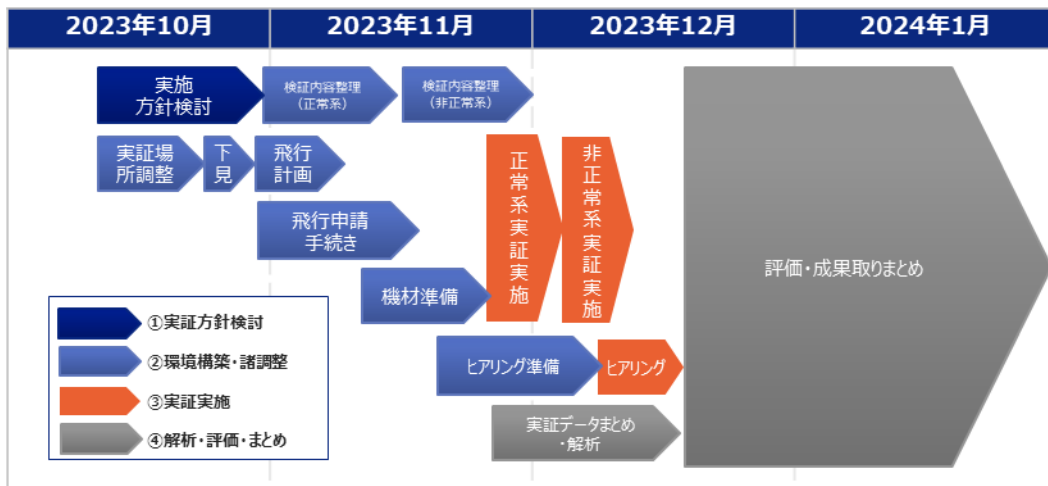 2023年10月
2023年11月
2023年12月
2024年1月
実施
方針検討
検証内容整理
(正常系)
検証内容整理
(非正常系)
実証場
所調整
下
見
飛行
計画
正常系実証実施
非正常系実証実施
飛行申請
手続き
機材準備
評価・成果取りまとめ
ヒアリング準備
ヒアリング
実証データまとめ
・解析
①実証方針検討
②環境構築・諸調整
③実証実施
④解析・評価・まとめ